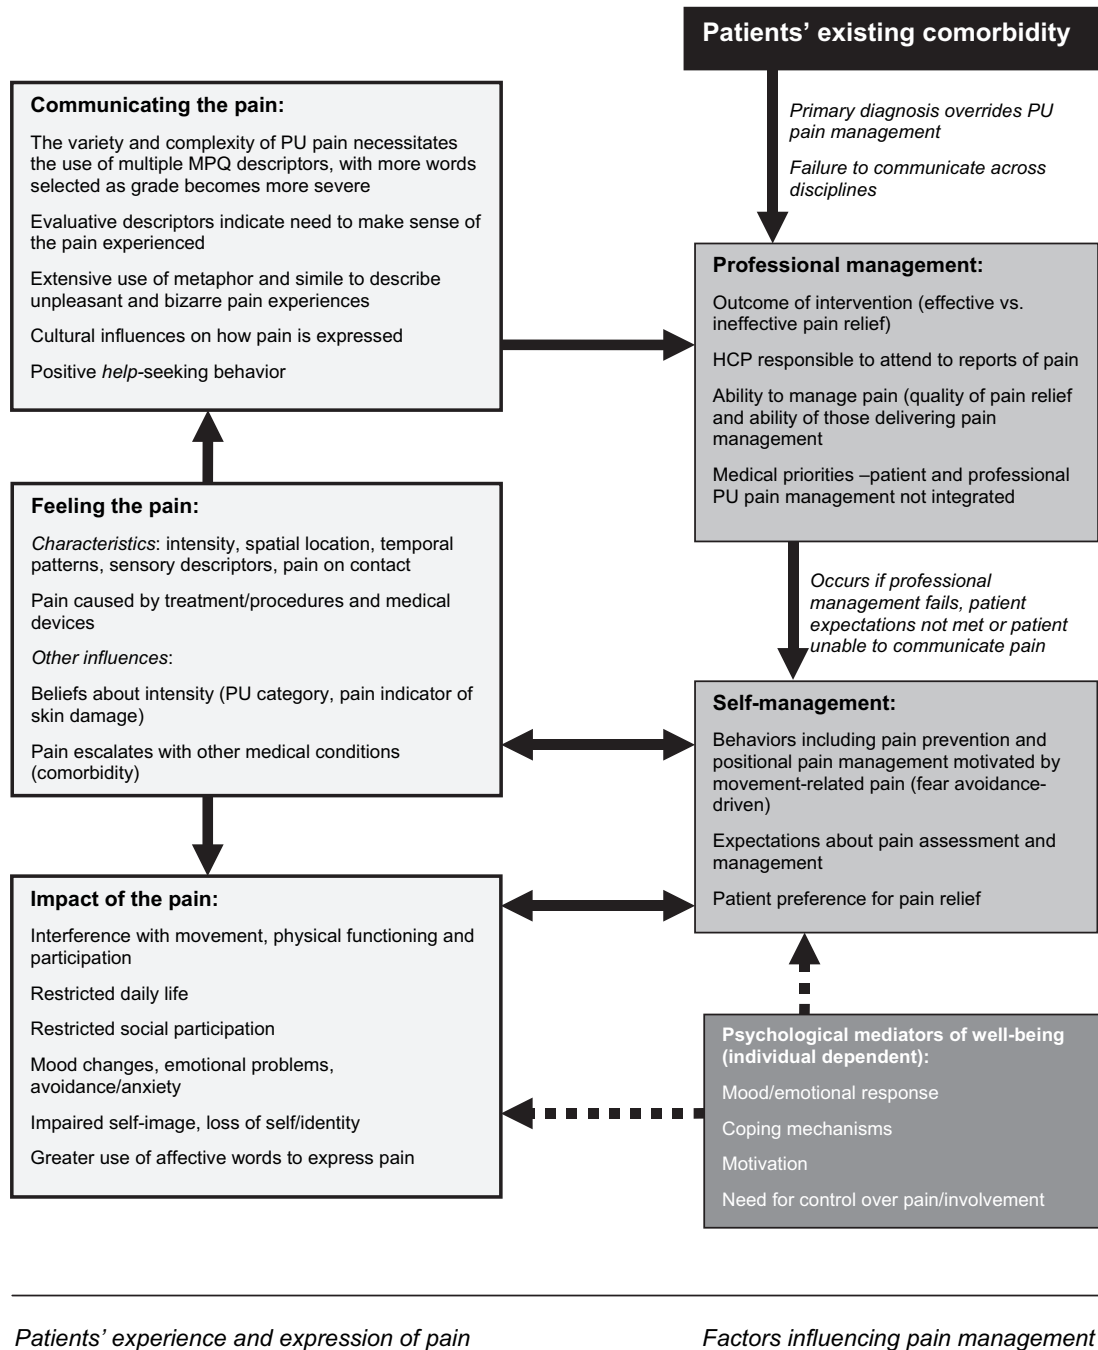 Patients’ existing comorbidity
Primary diagnosis overrides PU
pain management
Failure to communicate across
disciplines
Communicating the pain:
The variety and complexity of PU pain necessitates
the use of multiple MPQ descriptors, with more words
selected as grade becomes more severe
Evaluative descriptors indicate need to make sense of
the pain experienced
Extensive use of metaphor and simile to describe
unpleasant and bizarre pain experiences
Cultural influences on how pain is expressed
Positive help-seeking behavior
Professional management:
Outcome of intervention (effective vs.
ineffective pain relief)
HCP responsible to attend to reports of pain
Ability to manage pain (quality of pain relief
and ability of those delivering pain
management
Medical priorities –patient and professional
PU pain management not integrated
Feeling the pain:
Characteristics: intensity, spatial location, temporal
patterns, sensory descriptors, pain on contact
Pain caused by treatment/procedures and medical
devices
Other influences:
Beliefs about intensity (PU category, pain indicator of
skin damage)
Pain escalates with other medical conditions
(comorbidity)
Occurs if professional
management fails, patient
expectations not met or patient
unable to communicate pain
Self-management:
Behaviors including pain prevention and
positional pain management motivated by
movement-related pain (fear avoidance-
driven)
Expectations about pain assessment and
management
Patient preference for pain relief
Impact of the pain:
Interference with movement, physical functioning and
participation
Restricted daily life
Restricted social participation
Mood changes, emotional problems,
avoidance/anxiety
Impaired self-image, loss of self/identity
Greater use of affective words to express pain
Psychological mediators of well-being
(individual dependent):
Mood/emotional response
Coping mechanisms
Motivation
Need for control over pain/involvement
Patients’ experience and expression of pain
Factors influencing pain management